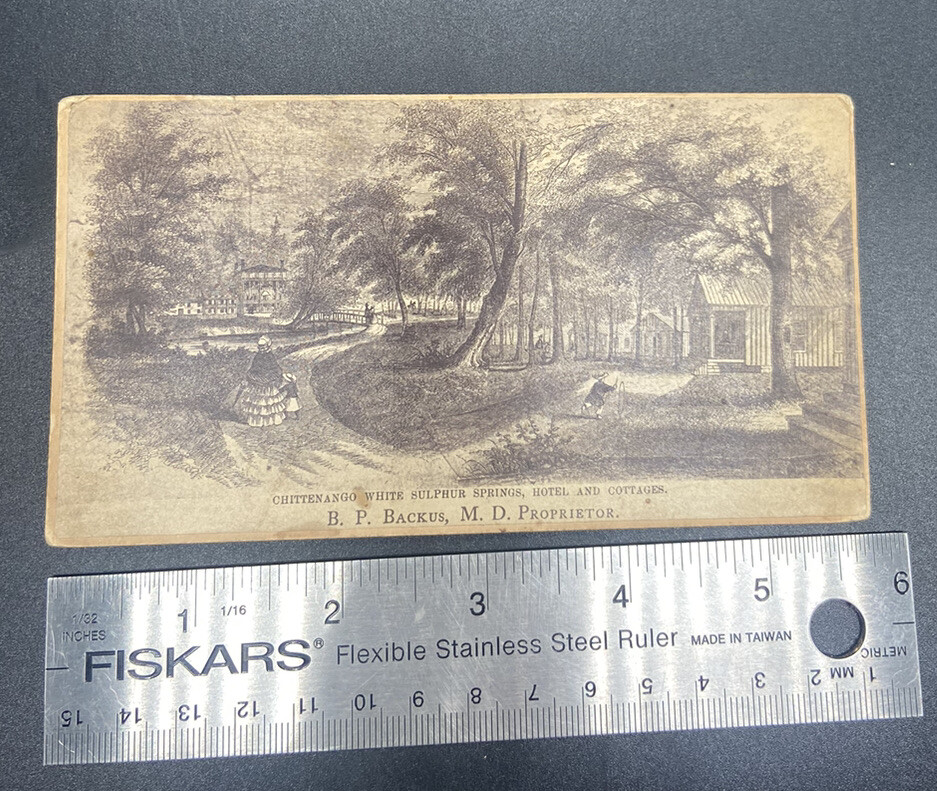 CHITTENANGO WHITE SULPHUR SPRINGS, HOTEL AND COTTAGES.
B. P. BACKUS, M. D. PROPRIETOR.
1 2 3 4 5 6
1/32 1/16
INCHES
FISKARS® Flexible Stainless Steel Ruler MADE IN TAIWAN
METRIC
MM 1 2 3 4 5 6 7 8 9 10 11 12 13 14 15